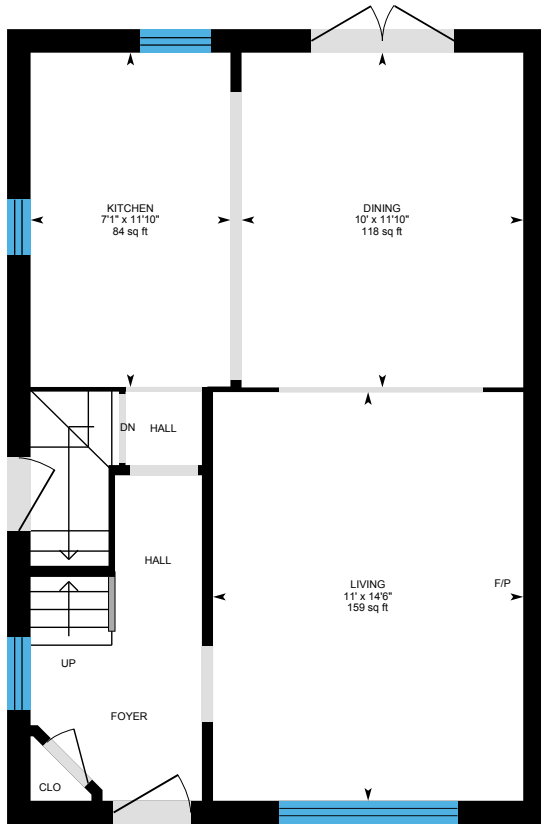 KITCHEN
7'1" x 11'10"
84 sq ft
DINING
10' x 11'10"
118 sq ft
DN
HALL
HALL
LIVING
11' x 14'6"
159 sq ft
F/P
UP
FOYER
CLO